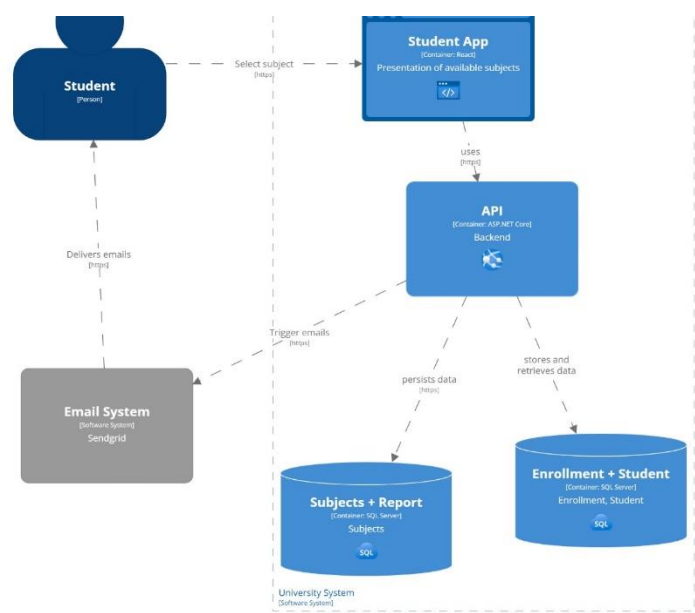 Student App
[Container: React]
Presentation of available subjects
</>
Student
[Person]
Select subject
[https]
uses
[https]
API
[Container: ASP.NET Core]
Backend
Delivers emails
[https]
Trigger emails
[https]
stores and
retrieves data
persists data
[https]
Email System
[Software System]
Sendgrid
Enrollment + Student
[Container: SQL Server]
Enrollment, Student
SQL
Subjects + Report
[Container: SQL Server]
Subjects
SQL
University System
[Software System]